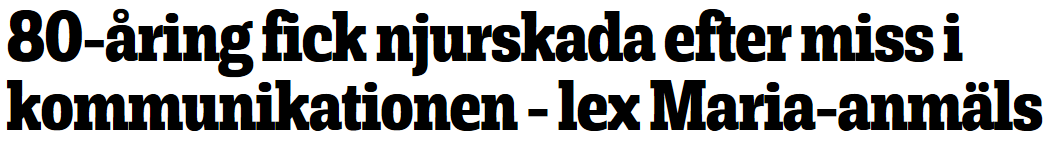 80-åring fick njurskada efter miss i
kommunikationen - lex Maria-anmäls